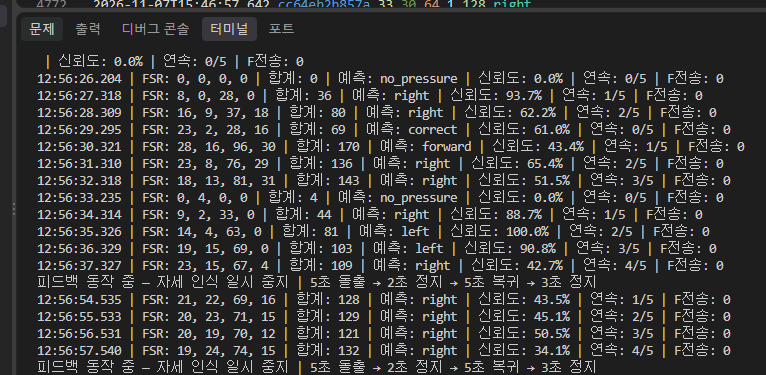 4772 2026-11-07T15:46:57.642,cc64eb2b857a,33,30,64,1,128,right
문제 출력 디버그 콘솔 터미널 포트
| 신뢰도: 0.0% | 연속: 0/5 | F전송: 0
12:56:26.204 | FSR: 0, 0, 0, 0 | 합계: 0 | 예측: no_pressure | 신뢰도: 0.0% | 연속: 0/5 | F전송: 0
12:56:27.318 | FSR: 8, 0, 28, 0 | 합계: 36 | 예측: right | 신뢰도: 93.7% | 연속: 1/5 | F전송: 0
12:56:28.309 | FSR: 16, 9, 37, 18 | 합계: 80 | 예측: right | 신뢰도: 62.2% | 연속: 2/5 | F전송: 0
12:56:29.295 | FSR: 23, 2, 28, 16 | 합계: 69 | 예측: correct | 신뢰도: 61.0% | 연속: 0/5 | F전송: 0
12:56:30.321 | FSR: 28, 16, 96, 30 | 합계: 170 | 예측: forward | 신뢰도: 43.4% | 연속: 1/5 | F전송: 0
12:56:31.310 | FSR: 23, 8, 76, 29 | 합계: 136 | 예측: right | 신뢰도: 65.4% | 연속: 2/5 | F전송: 0
12:56:32.318 | FSR: 18, 13, 81, 31 | 합계: 143 | 예측: right | 신뢰도: 51.5% | 연속: 3/5 | F전송: 0
12:56:33.235 | FSR: 0, 4, 0, 0 | 합계: 4 | 예측: no_pressure | 신뢰도: 0.0% | 연속: 0/5 | F전송: 0
12:56:34.314 | FSR: 9, 2, 33, 0 | 합계: 44 | 예측: right | 신뢰도: 88.7% | 연속: 1/5 | F전송: 0
12:56:35.326 | FSR: 14, 4, 63, 0 | 합계: 81 | 예측: left | 신뢰도: 100.0% | 연속: 2/5 | F전송: 0
12:56:36.329 | FSR: 19, 15, 69, 0 | 합계: 103 | 예측: left | 신뢰도: 90.8% | 연속: 3/5 | F전송: 0
12:56:37.327 | FSR: 23, 15, 67, 4 | 합계: 109 | 예측: right | 신뢰도: 42.7% | 연속: 4/5 | F전송: 0
피드백 동작 중 – 자세 인식 일시 중지 | 5초 돌출 → 2초 정지 → 5초 복귀 → 3초 정지
12:56:54.535 | FSR: 21, 22, 69, 16 | 합계: 128 | 예측: right | 신뢰도: 43.5% | 연속: 1/5 | F전송: 0
12:56:55.533 | FSR: 20, 23, 71, 15 | 합계: 129 | 예측: right | 신뢰도: 45.1% | 연속: 2/5 | F전송: 0
12:56:56.531 | FSR: 20, 19, 70, 12 | 합계: 121 | 예측: right | 신뢰도: 50.5% | 연속: 3/5 | F전송: 0
12:56:57.540 | FSR: 19, 24, 74, 15 | 합계: 132 | 예측: right | 신뢰도: 34.1% | 연속: 4/5 | F전송: 0
피드백 동작 중 – 자세 인식 일시 중지 | 5초 돌출 → 2초 정지 → 5초 복귀 → 3초 정지